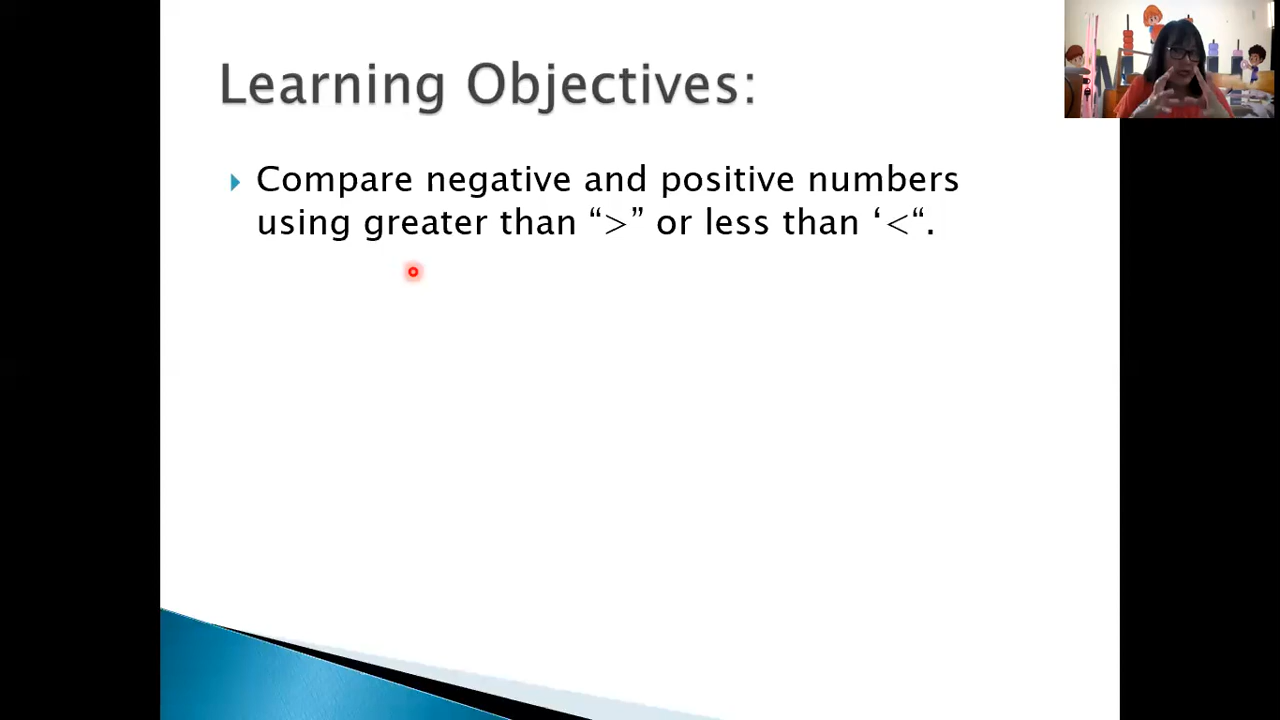 Learning Objectives:
Compare negative and positive numbers
using greater than “>” or less than ‘<“.